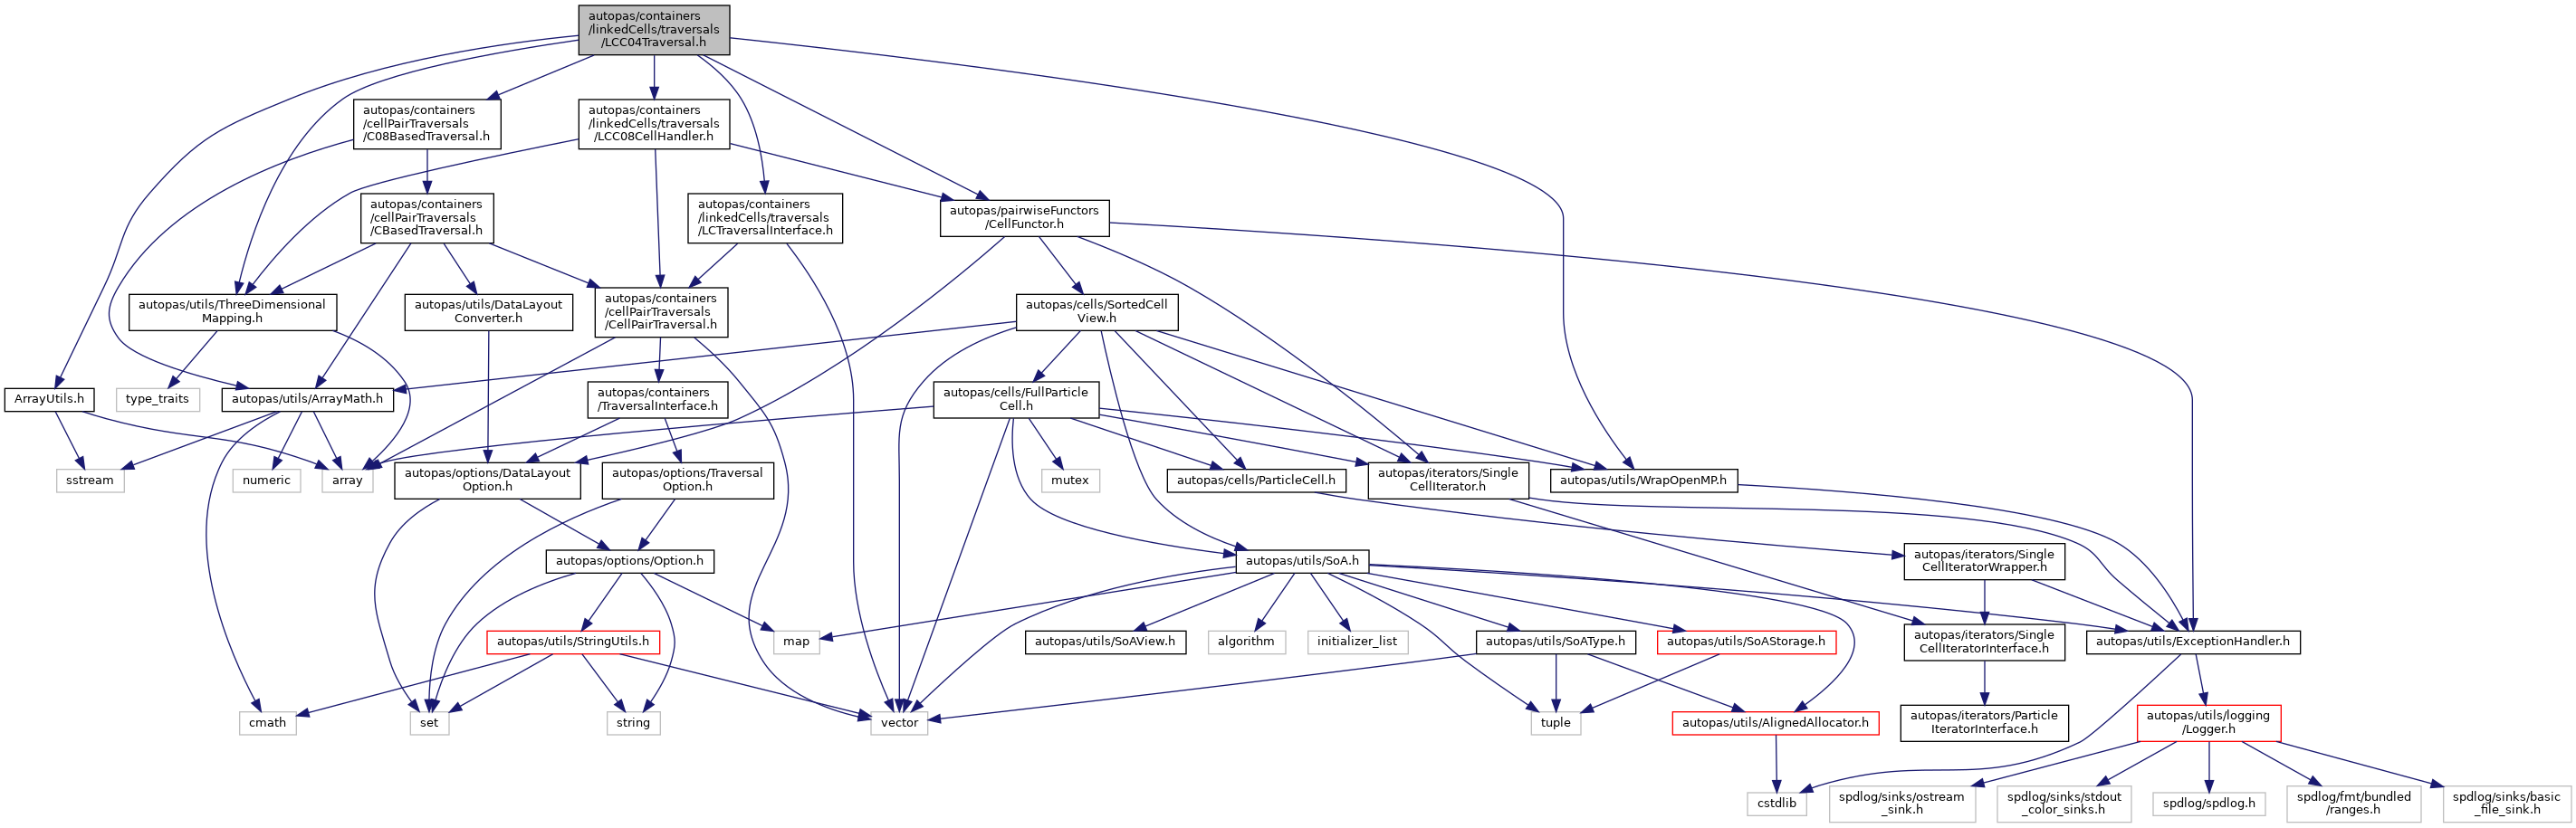 autopas/containers
/linkedCells/traversals
/LCC04Traversal.h
autopas/containers
/cellPairTraversals
/C08BasedTraversal.h
autopas/containers
/linkedCells/traversals
/LCC08CellHandler.h
autopas/containers
/cellPairTraversals
/CBasedTraversal.h
autopas/containers
/linkedCells/traversals
/LCTraversalInterface.h
autopas/pairwiseFunctors
/CellFunctor.h
autopas/utils/ThreeDimensional
Mapping.h
autopas/utils/DataLayout
Converter.h
autopas/containers
/cellPairTraversals
/CellPairTraversal.h
autopas/cells/SortedCell
View.h
ArrayUtils.h
type_traits
autopas/utils/ArrayMath.h
autopas/containers
/TraversalInterface.h
autopas/cells/FullParticle
Cell.h
sstream
numeric
array
autopas/options/DataLayout
Option.h
autopas/options/Traversal
Option.h
mutex
autopas/cells/ParticleCell.h
autopas/iterators/Single
CellIterator.h
autopas/utils/WrapOpenMP.h
autopas/options/Option.h
autopas/utils/SoA.h
autopas/iterators/Single
CellIteratorWrapper.h
autopas/utils/StringUtils.h
map
autopas/utils/SoAView.h
algorithm
initializer_list
autopas/utils/SoAType.h
autopas/utils/SoAStorage.h
autopas/iterators/Single
CellIteratorInterface.h
autopas/utils/ExceptionHandler.h
cmath
set
string
vector
tuple
autopas/utils/AlignedAllocator.h
autopas/iterators/Particle
IteratorInterface.h
autopas/utils/logging
/Logger.h
cstdlib
spdlog/sinks/ostream
_sink.h
spdlog/sinks/stdout
_color_sinks.h
spdlog/spdlog.h
spdlog/fmt/bundled
/ranges.h
spdlog/sinks/basic
_file_sink.h